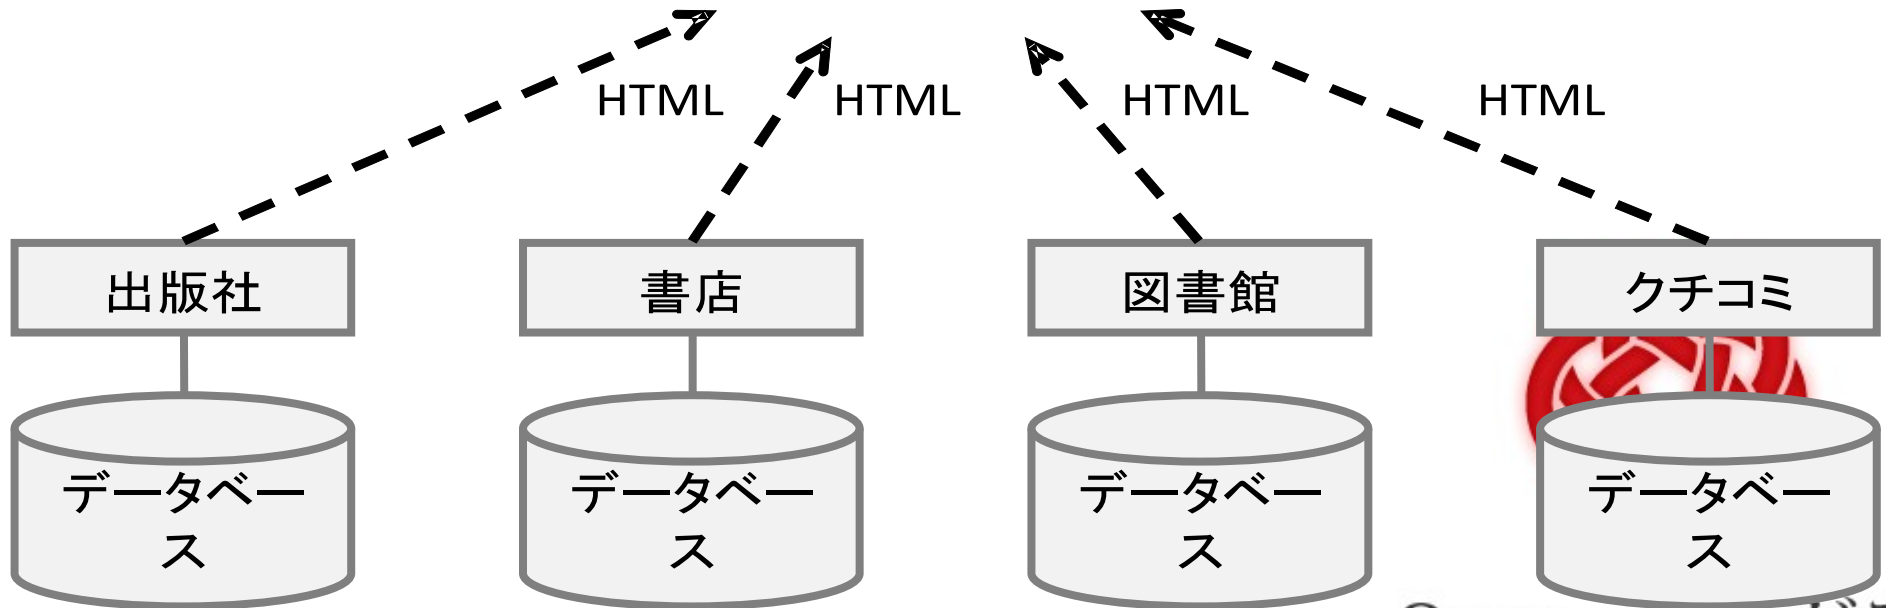 HTML HTML HTML HTML
出版社 書店 図書館 クチコミ
データベー データベー データベー データベー
ス ス ス ス